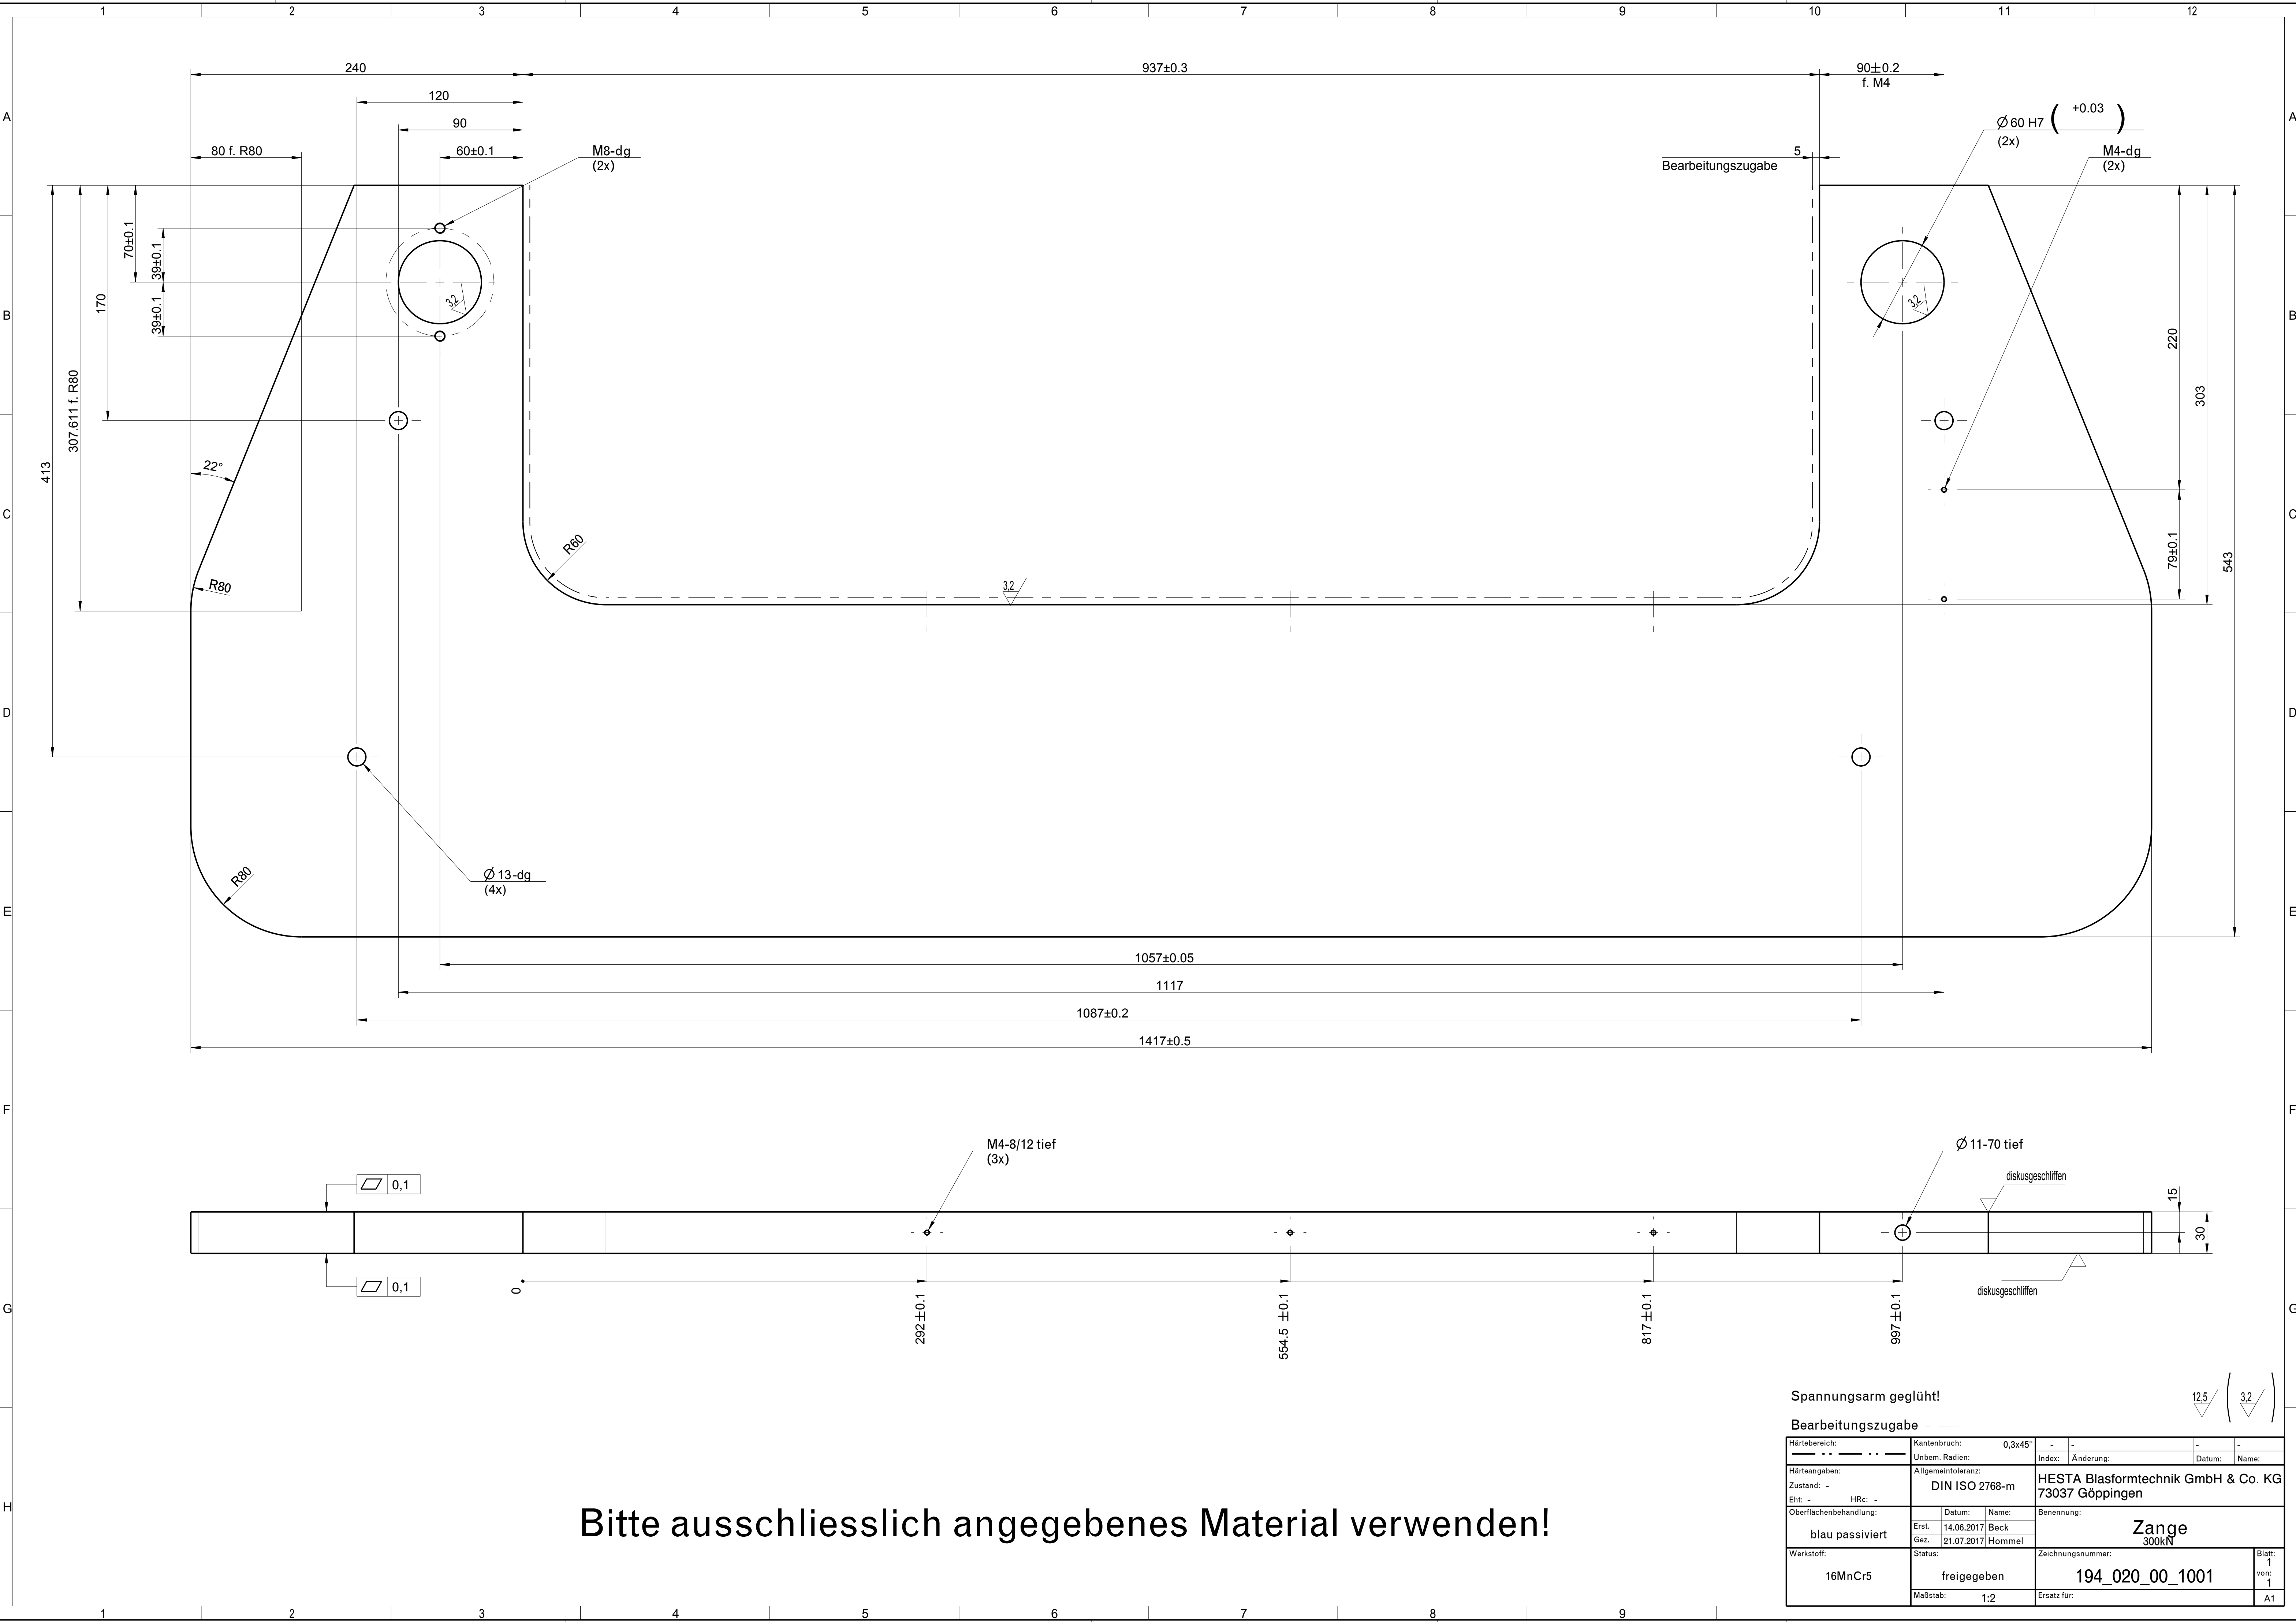 1 2 3 4 5 6 7 8 9 10 11 12
240
937±0.3
90±0.2
f. M4
120
90
80 f. R80
60±0.1
M8-dg
(2x)
5
Bearbeitungszugabe
Ø 60 H7 ( +0.03 )
(2x)
M4-dg
(2x)
A
A
70±0.1
39±0.1
39±0.1
170
307.611 f. R80
413
3,2
3,2
B
B
220
303
543
79±0.1
22°
C
C
R80
R60
3,2
D
D
R80
Ø 13-dg
(4x)
E
E
1057±0.05
1117
1087±0.2
1417±0.5
F
F
M4-8/12 tief
(3x)
Ø 11-70 tief
diskusgeschliffen
0,1
15
30
0,1
diskusgeschliffen
0
292±0.1
554.5 ±0.1
817±0.1
997±0.1
G
G
Spannungsarm geglüht!
12,5 ( 3,2 )
Bearbeitungszugabe
Härtebereich:
Kantenbruch: 0,3x45°
Unbem. Radien:
- - - -
Index: Änderung: Datum: Name:
Härteangaben:
Zustand: -
Eht: - HRc: -
Allgemeintoleranz:
DIN ISO 2768-m
HESTA Blasformtechnik GmbH & Co. KG
73037 Göppingen
Oberflächenbehandlung:
blau passiviert
Datum: Name:
Erst. 14.06.2017 Beck
Gez. 21.07.2017 Hommel
Benennung:
Zange
300kN
Werkstoff:
16MnCr5
Status:
freigegeben
Maßstab: 1:2
Zeichnungsnummer:
194_020_00_1001
Ersatz für:
Blatt:
1
von:
1
A1
H
Bitte ausschliesslich angegebenes Material verwenden!
1 2 3 4 5 6 7 8 9